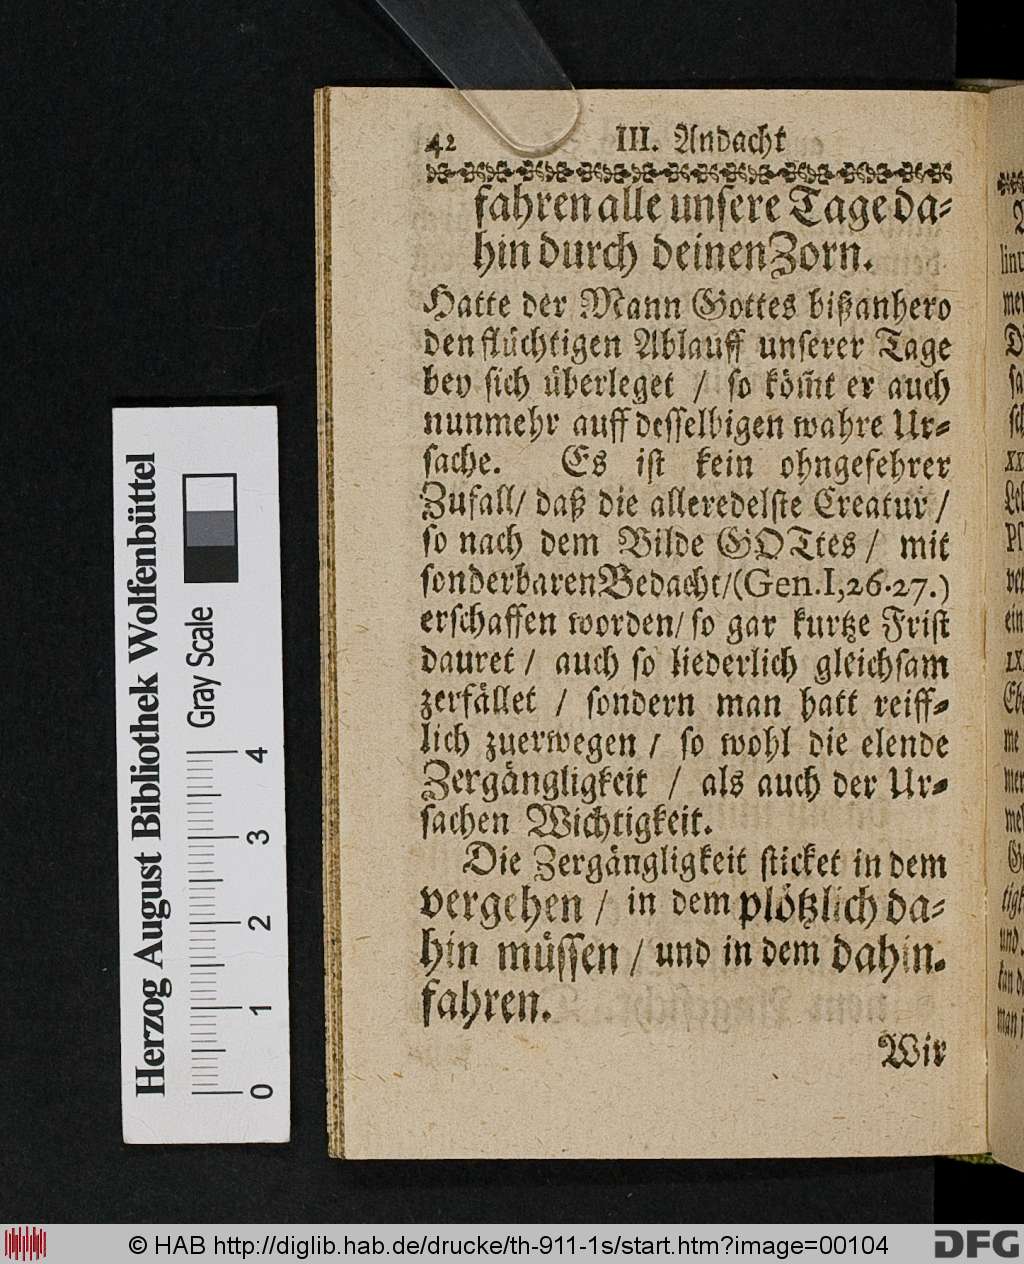 42 III. Andacht
fahren alle unsere Tage da-
hin durch deinen Zorn.
Hatte der Mann Gottes bißanhero
den flüchtigen Ablauff unserer Tage
bey sich überleget / so köm̃t er auch
nunmehr auff desselbigen wahre Ur-
sache. Es ist kein ohngefehrer
Zufall / daß die alleredelste Creatur /
so nach dem Bilde GOTtes / mit
sonderbaren Bedacht / (Gen. I, 26. 27.)
erschaffen worden / so gar kurtze Frist
dauret / auch so liederlich gleichsam
zerfället / sondern man hatt reiff-
lich zuerwegen / so wohl die elende
Zergängligkeit / als auch der Ur-
sachen Wichtigkeit.
Die Zergängligkeit sticket in dem
vergehen / in dem plötzlich da-
hin müssen / und in dem dahin-
fahren.
Wir
Herzog August Bibliothek Wolfenbüttel
Gray Scale
0 1 2 3 4
© HAB http://diglib.hab.de/drucke/th-911-1s/start.htm?image=00104
DFG